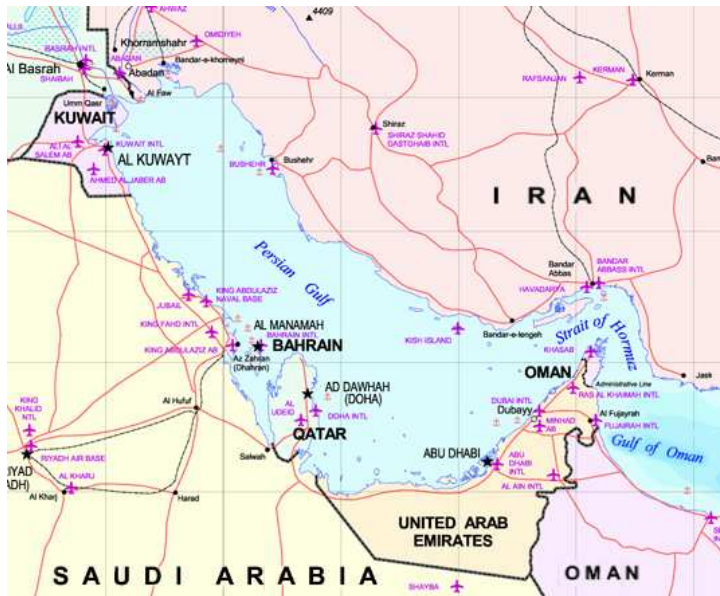 4409
AHWAZ
OMIDIYEH
Khorramshahr
BASRAH INTL
ABADAN
Bandar-e-khomeyni
Al Basrah
Abadan
SHAIBAH
RAFSANJAN
KERMAN
Kerman
Al Faw
Umm Qasr
KUWAIT
Shiraz
SHIRAZ SHAHID
DASTGHAIB INTL
KUWAIT INTL
ALI AL
SALEM AB
AL KUWAYT
AHMED AL JABER AB
BUSHEHR
Bushehr
IRAN
Persian Gulf
Bandar
Abbas
BANDAR
ABBASS INTL
HAVADARYA
KING ABDULAZIZ
NAVAL BASE
JUBAIL
KING FAHD INTL
AL MANAMAH
BAHRAIN INTL
BAHRAIN
KING ABDULAZIZ AB
Az Zahran
(Dhahran)
KISH ISLAND
Bandar-e-lengeh
Strait of Hormuz
KHASAB
OMAN
Jask
Administrative Line
RAS AL KHAIMAH INTL
AD DAWHAH
(DOHA)
AL
UDEID
DOHA INTL
QATAR
DUBAI INTL
Dubayy
MINHAD
AB
Al Fujayrah
FUJAIRAH INTL
Gulf of Oman
KING
KHALID
NTL
Al Hufuf
RIYADH AIR BASE
Salwah
ABU DHABI
ABU
DHABI
INTL
AL AIN INTL
AL KHARJ
Al Kharj
Harad
UNITED ARAB
EMIRATES
SAUDI ARABIA
OMAN
SHAYBA